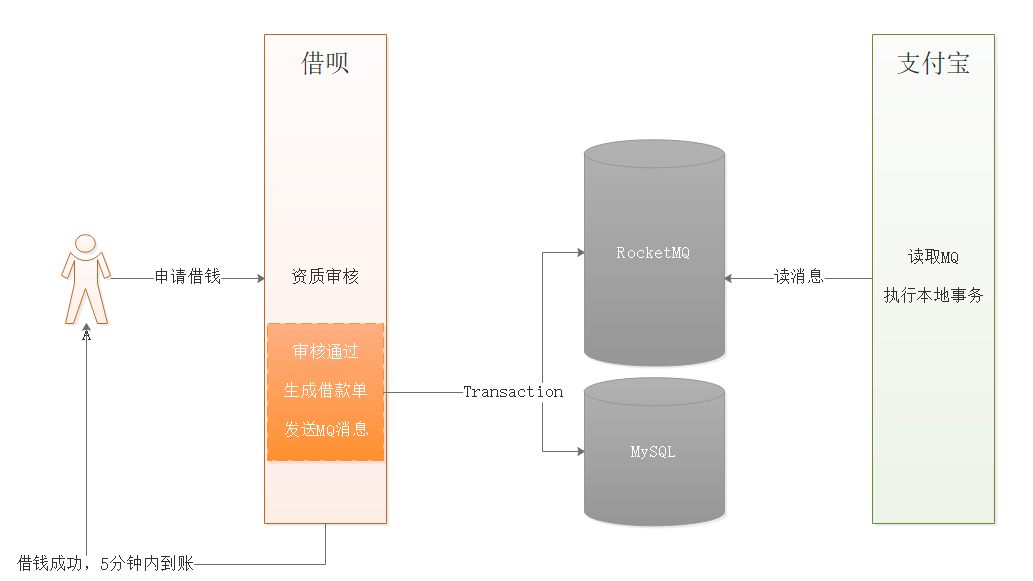 借呗
支付宝
申请借钱
资质审核
A
审核通过
生成借款单
发送MQ消息
Transaction
RocketMQ
MySQL
读消息
读取MQ
执行本地事务
借钱成功，5分钟内到账